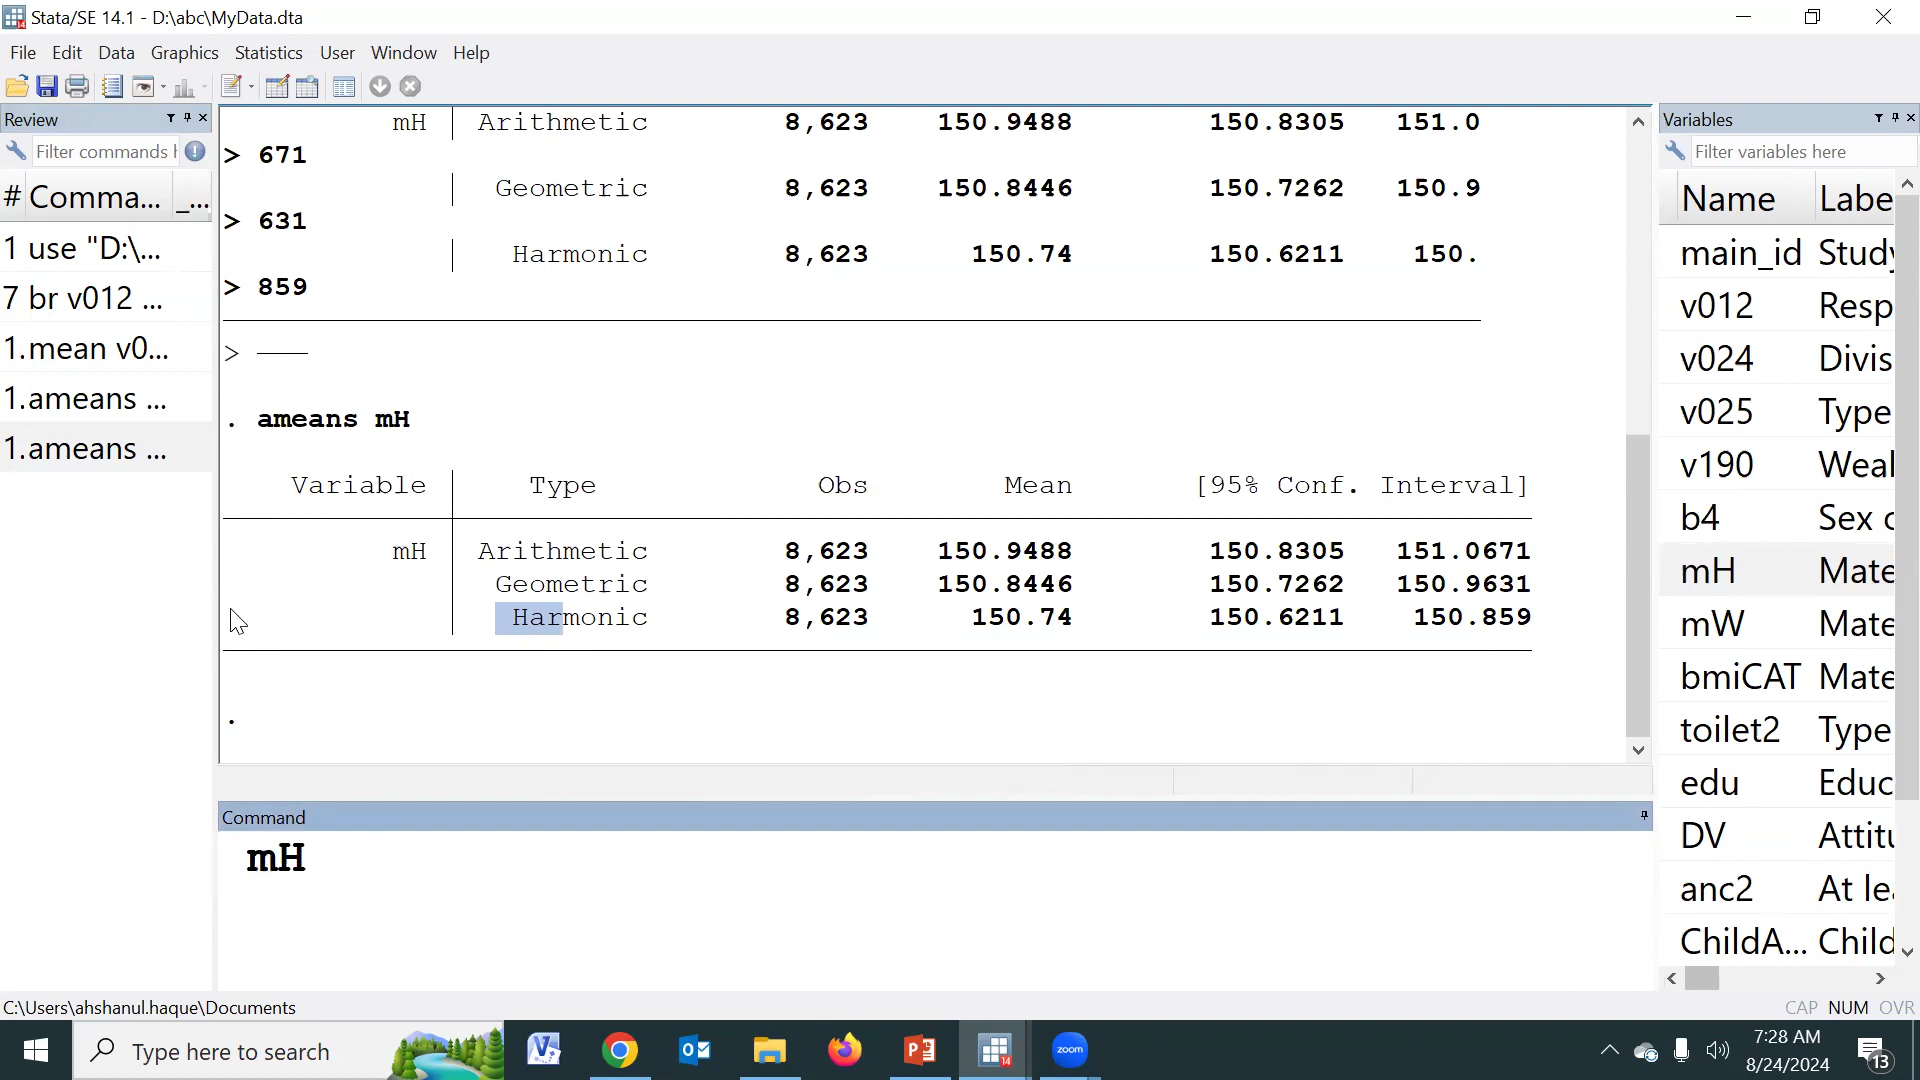 Stata/SE 14.1 - D:\abc\MyData.dta
File Edit Data Graphics Statistics User Window Help
Review
Filter commands h
# Comma... _...
1 use "D:\...
7 br v012 ...
1.mean v0...
1.ameans ...
1.ameans ...
mH Arithmetic 8,623 150.9488 150.8305 151.0
> 671
Geometric 8,623 150.8446 150.7262 150.9
> 631
Harmonic 8,623 150.74 150.6211 150.
> 859
>
. ameans mH
Variable Type Obs Mean [95% Conf. Interval]
mH Arithmetic 8,623 150.9488 150.8305 151.0671
Geometric 8,623 150.8446 150.7262 150.9631
Harmonic 8,623 150.74 150.6211 150.859
.
Command
mH
Variables
Filter variables here
Name Labe
main_id Study
v012 Resp
v024 Divis
v025 Type
v190 Weal
b4 Sex o
mH Mate
mW Mate
bmiCAT Mate
toilet2 Type
edu Educ
DV Attitu
anc2 At lea
ChildA... Child
C:\Users\ahshanul.haque\Documents
CAP NUM OVR
Type here to search
zoom
7:28 AM
8/24/2024
13